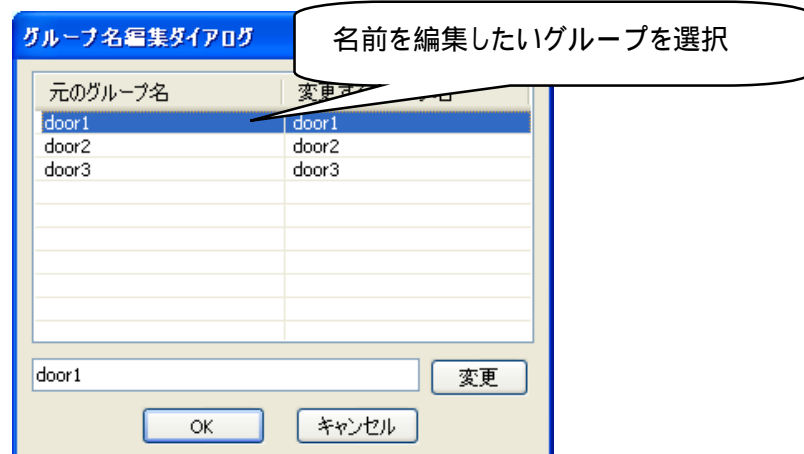 グループ名編集ダイアログ
名前を編集したいグループを選択
元のグループ名
door1 door1
door2 door2
door3 door3
door1
変更
OK
キャンセル